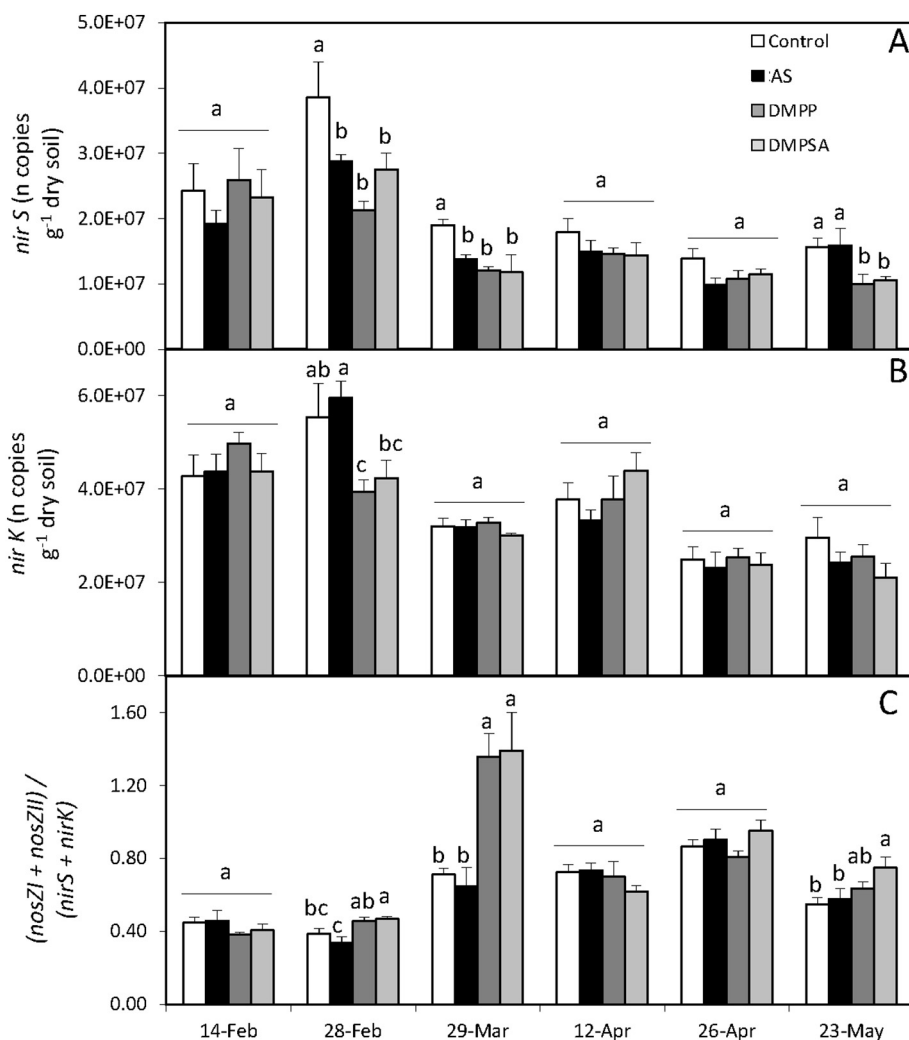 5.0E+07
A
Control
AS
DMPP
DMPSA
4.0E+07
3.0E+07
2.0E+07
1.0E+07
0.0E+00
nir S (n copies
g⁻¹ dry soil)
a
a
b
b
b
a
b
b
b
a
a
a
a
b
b
B
6.0E+07
4.0E+07
2.0E+07
0.0E+00
nir K (n copies
g⁻¹ dry soil)
a
ab
a
c
bc
a
a
a
a
C
1.60
1.20
0.80
0.40
0.00
(nosZI + nosZII) /
(nirS + nirK)
a
bc
c
ab
a
b
b
a
a
a
a
b
b
ab
a
14-Feb
28-Feb
29-Mar
12-Apr
26-Apr
23-May